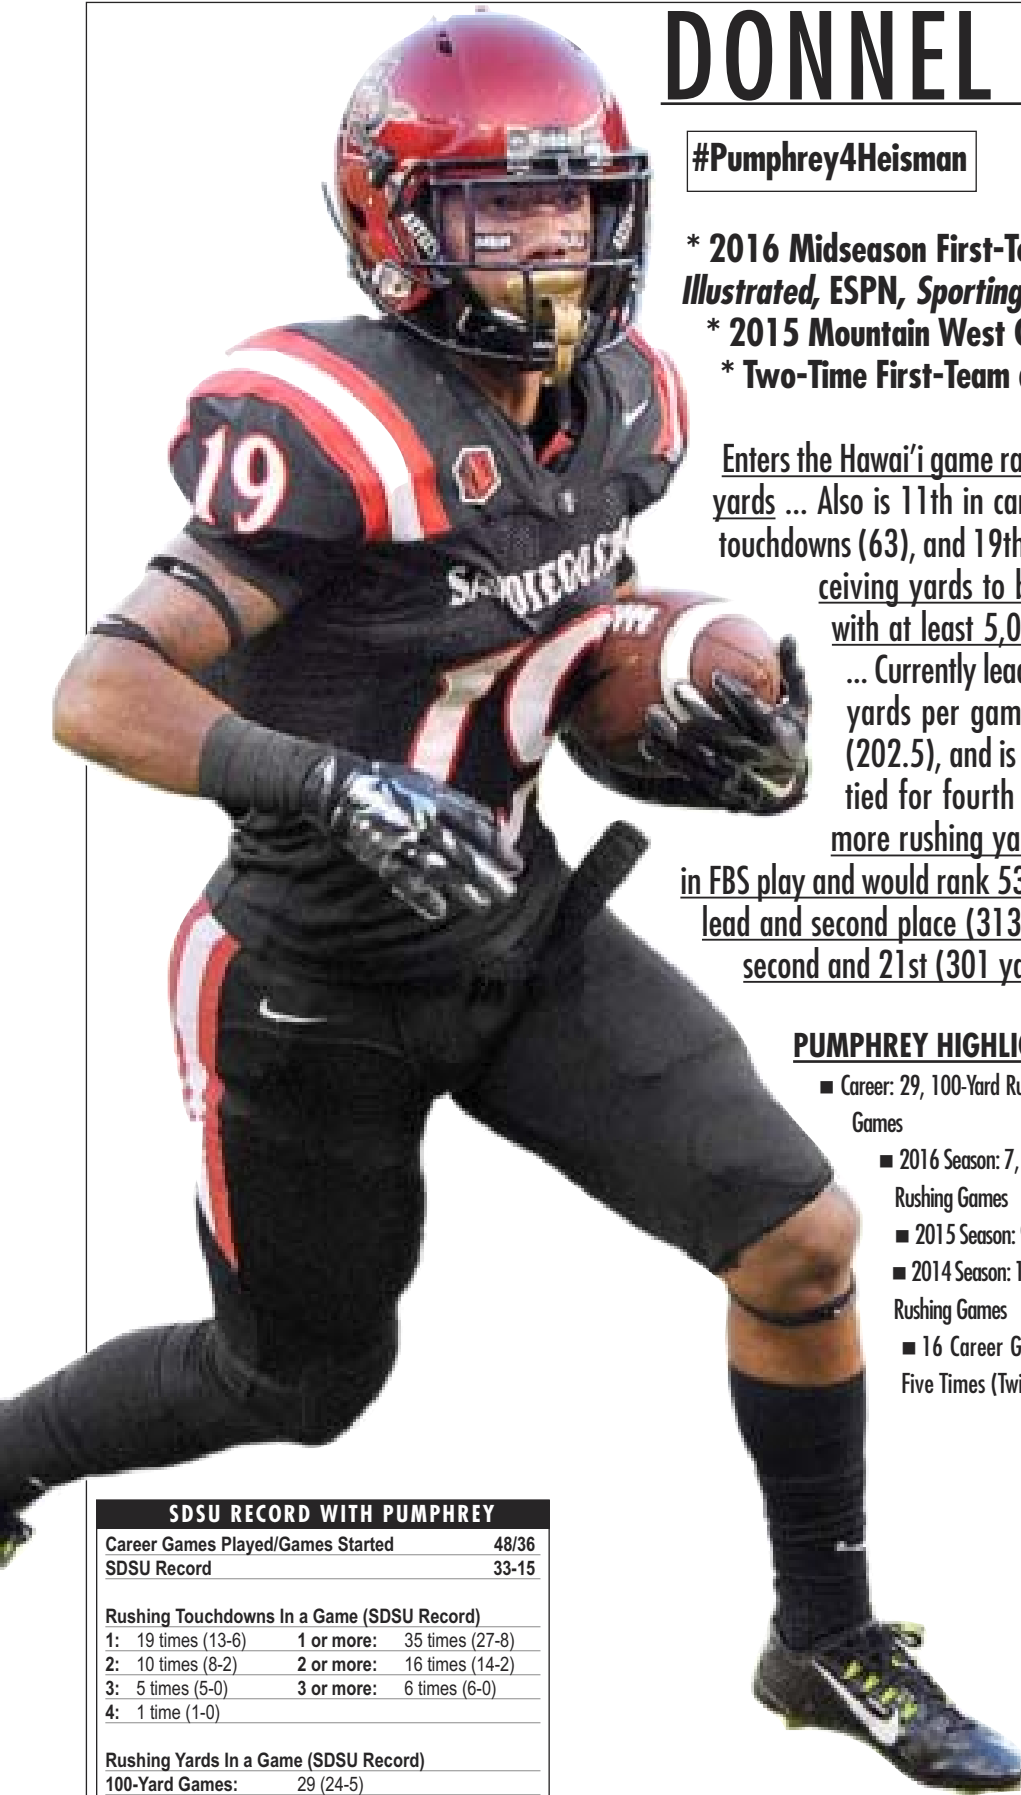 DONNEL
#Pumphrey4Heisman
* 2016 Midseason First-Te
Illustrated, ESPN, Sporting
* 2015 Mountain West
* Two-Time First-Team
Enters the Hawai'i game ra
yards ... Also is 11th in car
touchdowns (63), and 19th
ceiving yards to b
with at least 5,0
... Currently lead
yards per gam
(202.5), and is
tied for fourth
more rushing ya
in FBS play and would rank 53
lead and second place (313
second and 21st (301 ya
PUMPHREY HIGHLI
■ Career: 29, 100-Yard Ru
Games
■ 2016 Season: 7,
Rushing Games
■ 2015 Season:
■ 2014 Season: 1
Rushing Games
■ 16 Career G
Five Times (Twi
19
SDSU RECORD WITH PUMPHREY
Career Games Played/Games Started 48/36
SDSU Record 33-15
Rushing Touchdowns In a Game (SDSU Record)
1: 19 times (13-6) 1 or more: 35 times (27-8)
2: 10 times (8-2) 2 or more: 16 times (14-2)
3: 5 times (5-0) 3 or more: 6 times (6-0)
4: 1 time (1-0)
Rushing Yards In a Game (SDSU Record)
100-Yard Games: 29 (24-5)